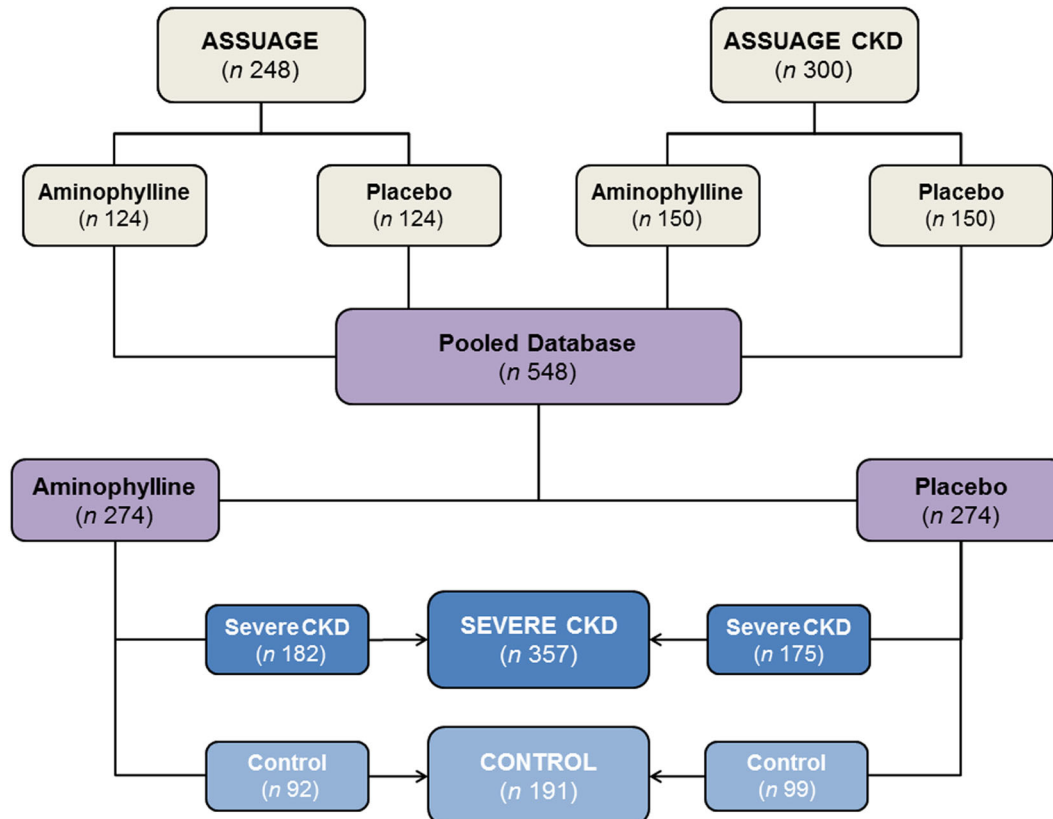 ASSUAGE
(n 248)
ASSUAGE CKD
(n 300)
Aminophylline
(n 124)
Placebo
(n 124)
Aminophylline
(n 150)
Placebo
(n 150)
Pooled Database
(n 548)
Aminophylline
(n 274)
Placebo
(n 274)
Severe CKD
(n 182)
SEVERE CKD
(n 357)
Severe CKD
(n 175)
Control
(n 92)
CONTROL
(n 191)
Control
(n 99)